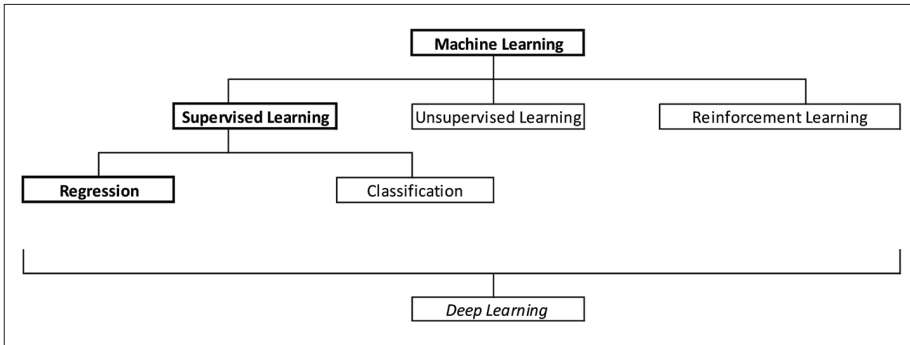 Machine Learning
Supervised Learning
Unsupervised Learning
Reinforcement Learning
Regression
Classification
Deep Learning